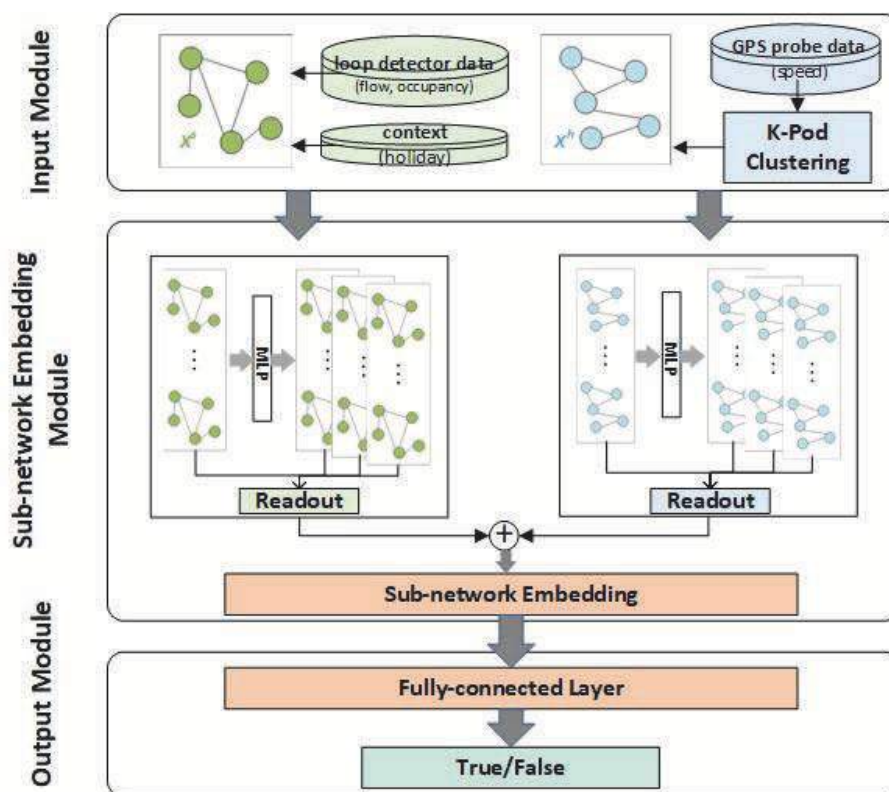 Input Module
loop detector data
(flow, occupancy)
context
(holiday)
GPS probe data
(speed)
K-Pod
Clustering
Sub-network Embedding
Module
MLP
Readout
MLP
Readout
+
Sub-network Embedding
Output Module
Fully-connected Layer
True/False